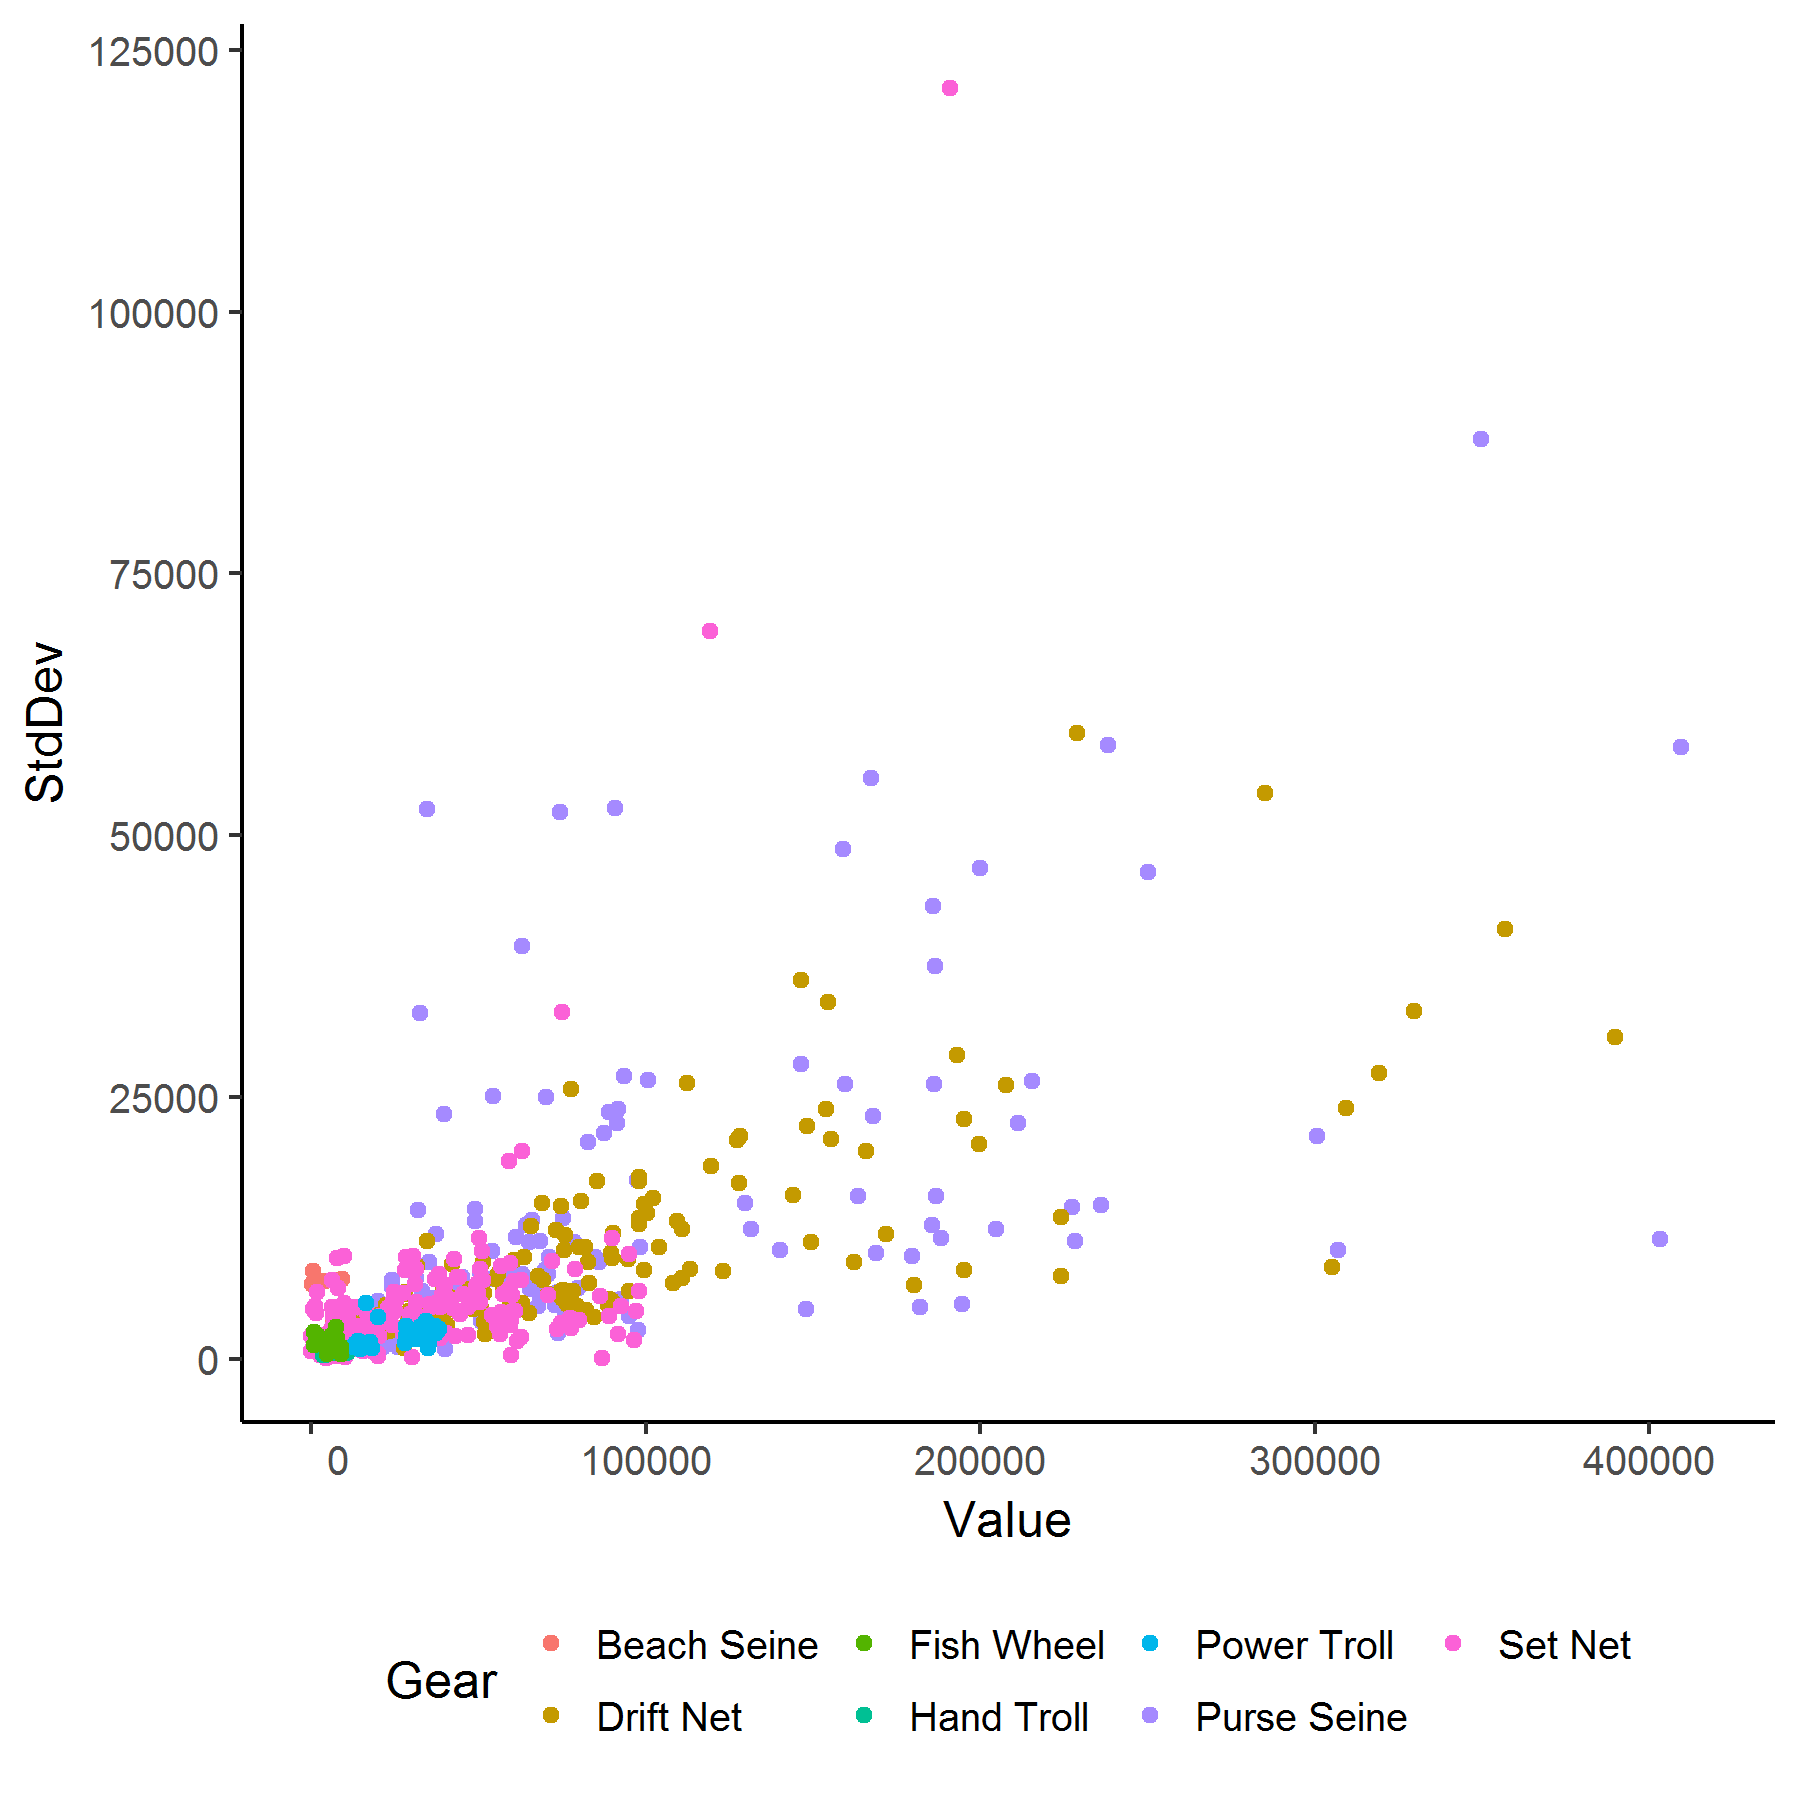 125000
100000
75000
50000
25000
0
StdDev
0 100000 200000 300000 400000
Value
Gear
Beach Seine Fish Wheel Power Troll Set Net
Drift Net Hand Troll Purse Seine